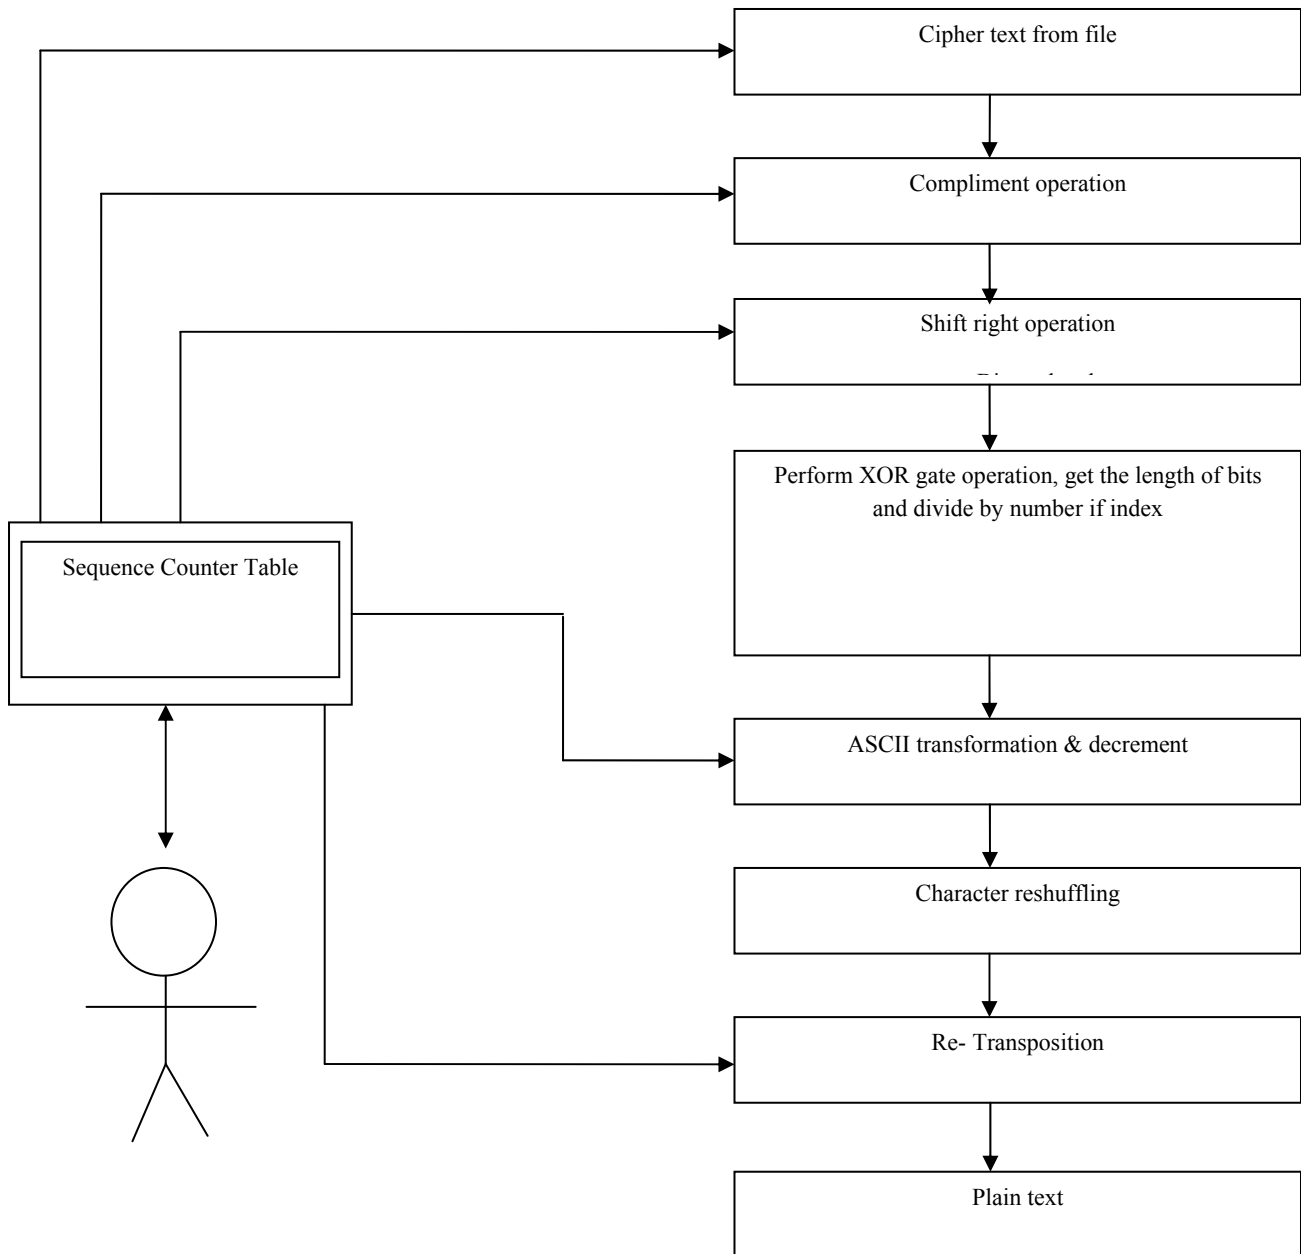 Cipher text from file
Compliment operation
Shift right operation
Perform XOR gate operation, get the length of bits
and divide by number if index
Sequence Counter Table
ASCII transformation & decrement
Character reshuffling
Re- Transposition
Plain text